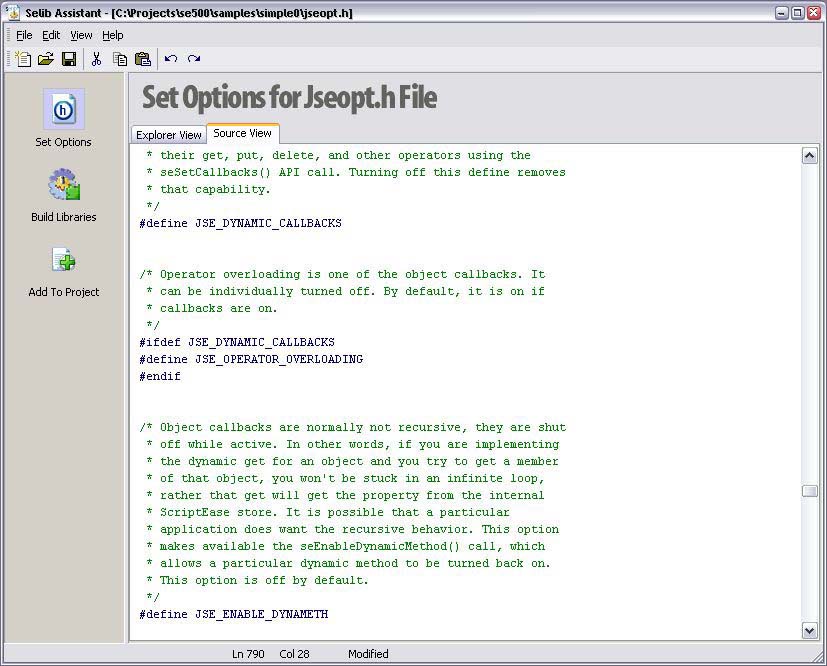 Selib Assistant - [C:\Projects\se500\samples\simple0\jseopt.h]
File Edit View Help
Set Options for Jseopt.h File
Set Options
Build Libraries
Add To Project
Explorer View Source View
* their get, put, delete, and other operators using the
* seSetCallbacks() API call. Turning off this define removes
* that capability.
*/
#define JSE_DYNAMIC_CALLBACKS
/* Operator overloading is one of the object callbacks. It
* can be individually turned off. By default, it is on if
* callbacks are on.
*/
#ifdef JSE_DYNAMIC_CALLBACKS
#define JSE_OPERATOR_OVERLOADING
#endif
/* Object callbacks are normally not recursive, they are shut
* off while active. In other words, if you are implementing
* the dynamic get for an object and you try to get a member
* of that object, you won't be stuck in an infinite loop,
* rather that get will get the property from the internal
* ScriptEase store. It is possible that a particular
* application does want the recursive behavior. This option
* makes available the seEnableDynamicMethod() call, which
* allows a particular dynamic method to be turned back on.
* This option is off by default.
*/
#define JSE_ENABLE_DYNAMETH
Ln 790 Col 28 Modified